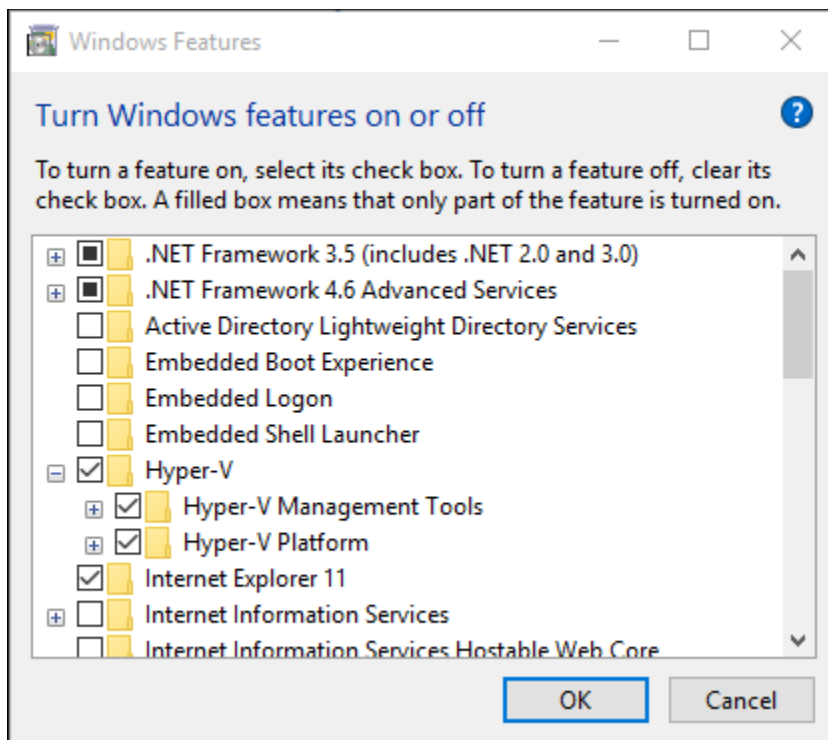 Windows Features
Turn Windows features on or off
To turn a feature on, select its check box. To turn a feature off, clear its
check box. A filled box means that only part of the feature is turned on.
.NET Framework 3.5 (includes .NET 2.0 and 3.0)
.NET Framework 4.6 Advanced Services
Active Directory Lightweight Directory Services
Embedded Boot Experience
Embedded Logon
Embedded Shell Launcher
Hyper-V
Hyper-V Management Tools
Hyper-V Platform
Internet Explorer 11
Internet Information Services
Internet Information Services Hostable Web Core
OK Cancel